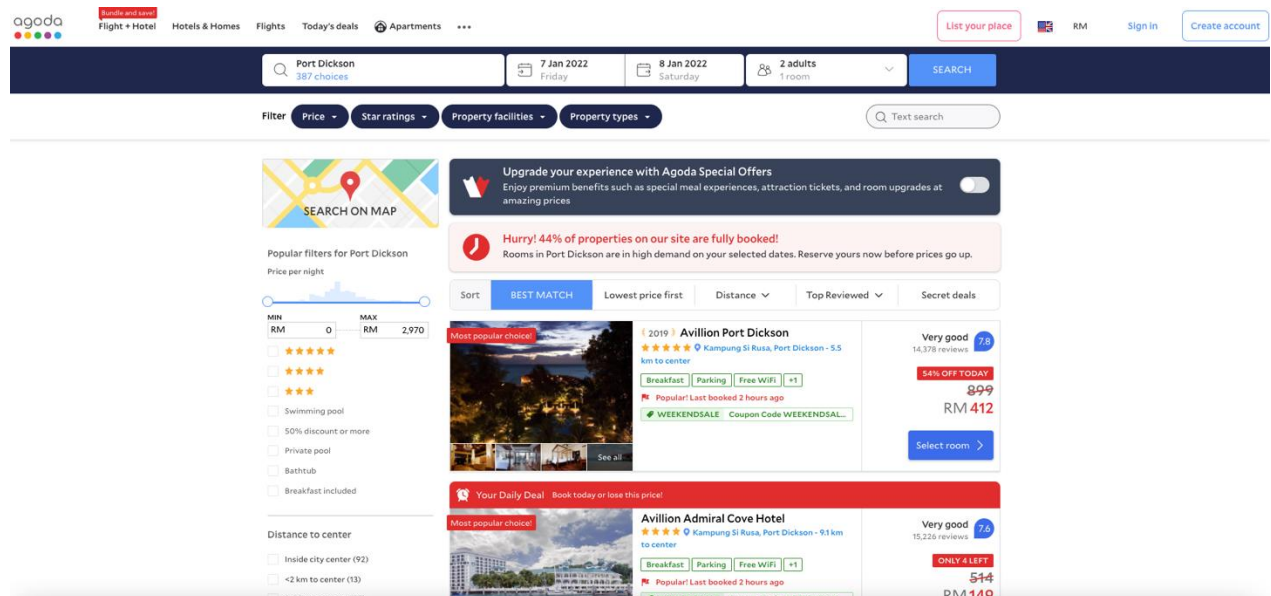 agoda
Bundle and save!
Flight + Hotel
Hotels & Homes
Flights
Today's deals
Apartments
List your place
RM
Sign in
Create account
Port Dickson
387 choices
7 Jan 2022
Friday
8 Jan 2022
Saturday
2 adults
1 room
SEARCH
Filter
Price
Star ratings
Property facilities
Property types
Text search
SEARCH ON MAP
Upgrade your experience with Agoda Special Offers
Enjoy premium benefits such as special meal experiences, attraction tickets, and room upgrades at
amazing prices
Hurry! 44% of properties on our site are fully booked!
Rooms in Port Dickson are in high demand on your selected dates. Reserve yours now before prices go up.
Popular filters for Port Dickson
Price per night
MIN
MAX
RM 0
RM 2,970
Swimming pool
50% discount or more
Private pool
Bathtub
Breakfast included
Distance to center
Inside city center (92)
<2 km to center (13)
Sort
BEST MATCH
Lowest price first
Distance
Top Reviewed
Secret deals
Most popular choice!
See all
2019 Avillion Port Dickson
Kampung Si Rusa, Port Dickson - 5.5
km to center
Breakfast
Parking
Free WiFi
+1
Popular! Last booked 2 hours ago
WEEKENDSALE
Coupon Code WEEKENDSAL...
Very good
14,378 reviews
7.8
54% OFF TODAY
899
RM 412
Select room
Your Daily Deal
Book today or lose this price!
Most popular choice!
Avillion Admiral Cove Hotel
Kampung Si Rusa, Port Dickson - 9.1 km
to center
Breakfast
Parking
Free WiFi
+1
Popular! Last booked 2 hours ago
Very good
15,226 reviews
7.6
ONLY 4 LEFT
514
RM 149